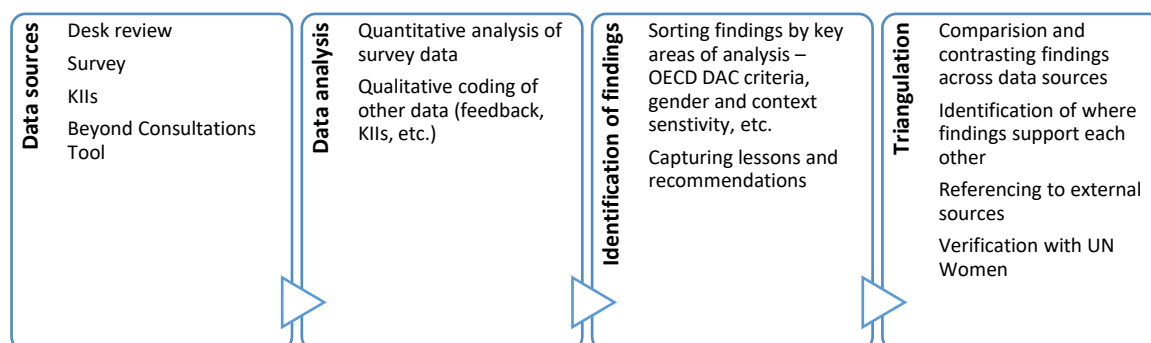 Data sources
Desk review
Survey
KIIs
Beyond Consultations
Tool
Data analysis
Quantitative analysis of
survey data
Qualitative coding of
other data (feedback,
KIIs, etc.)
Identification of findings
Sorting findings by key
areas of analysis –
OECD DAC criteria,
gender and context
senstivity, etc.
Capturing lessons and
recommendations
Triangulation
Comparision and
contrasting findings
across data sources
Identification of where
findings support each
other
Referencing to external
sources
Verification with UN
Women